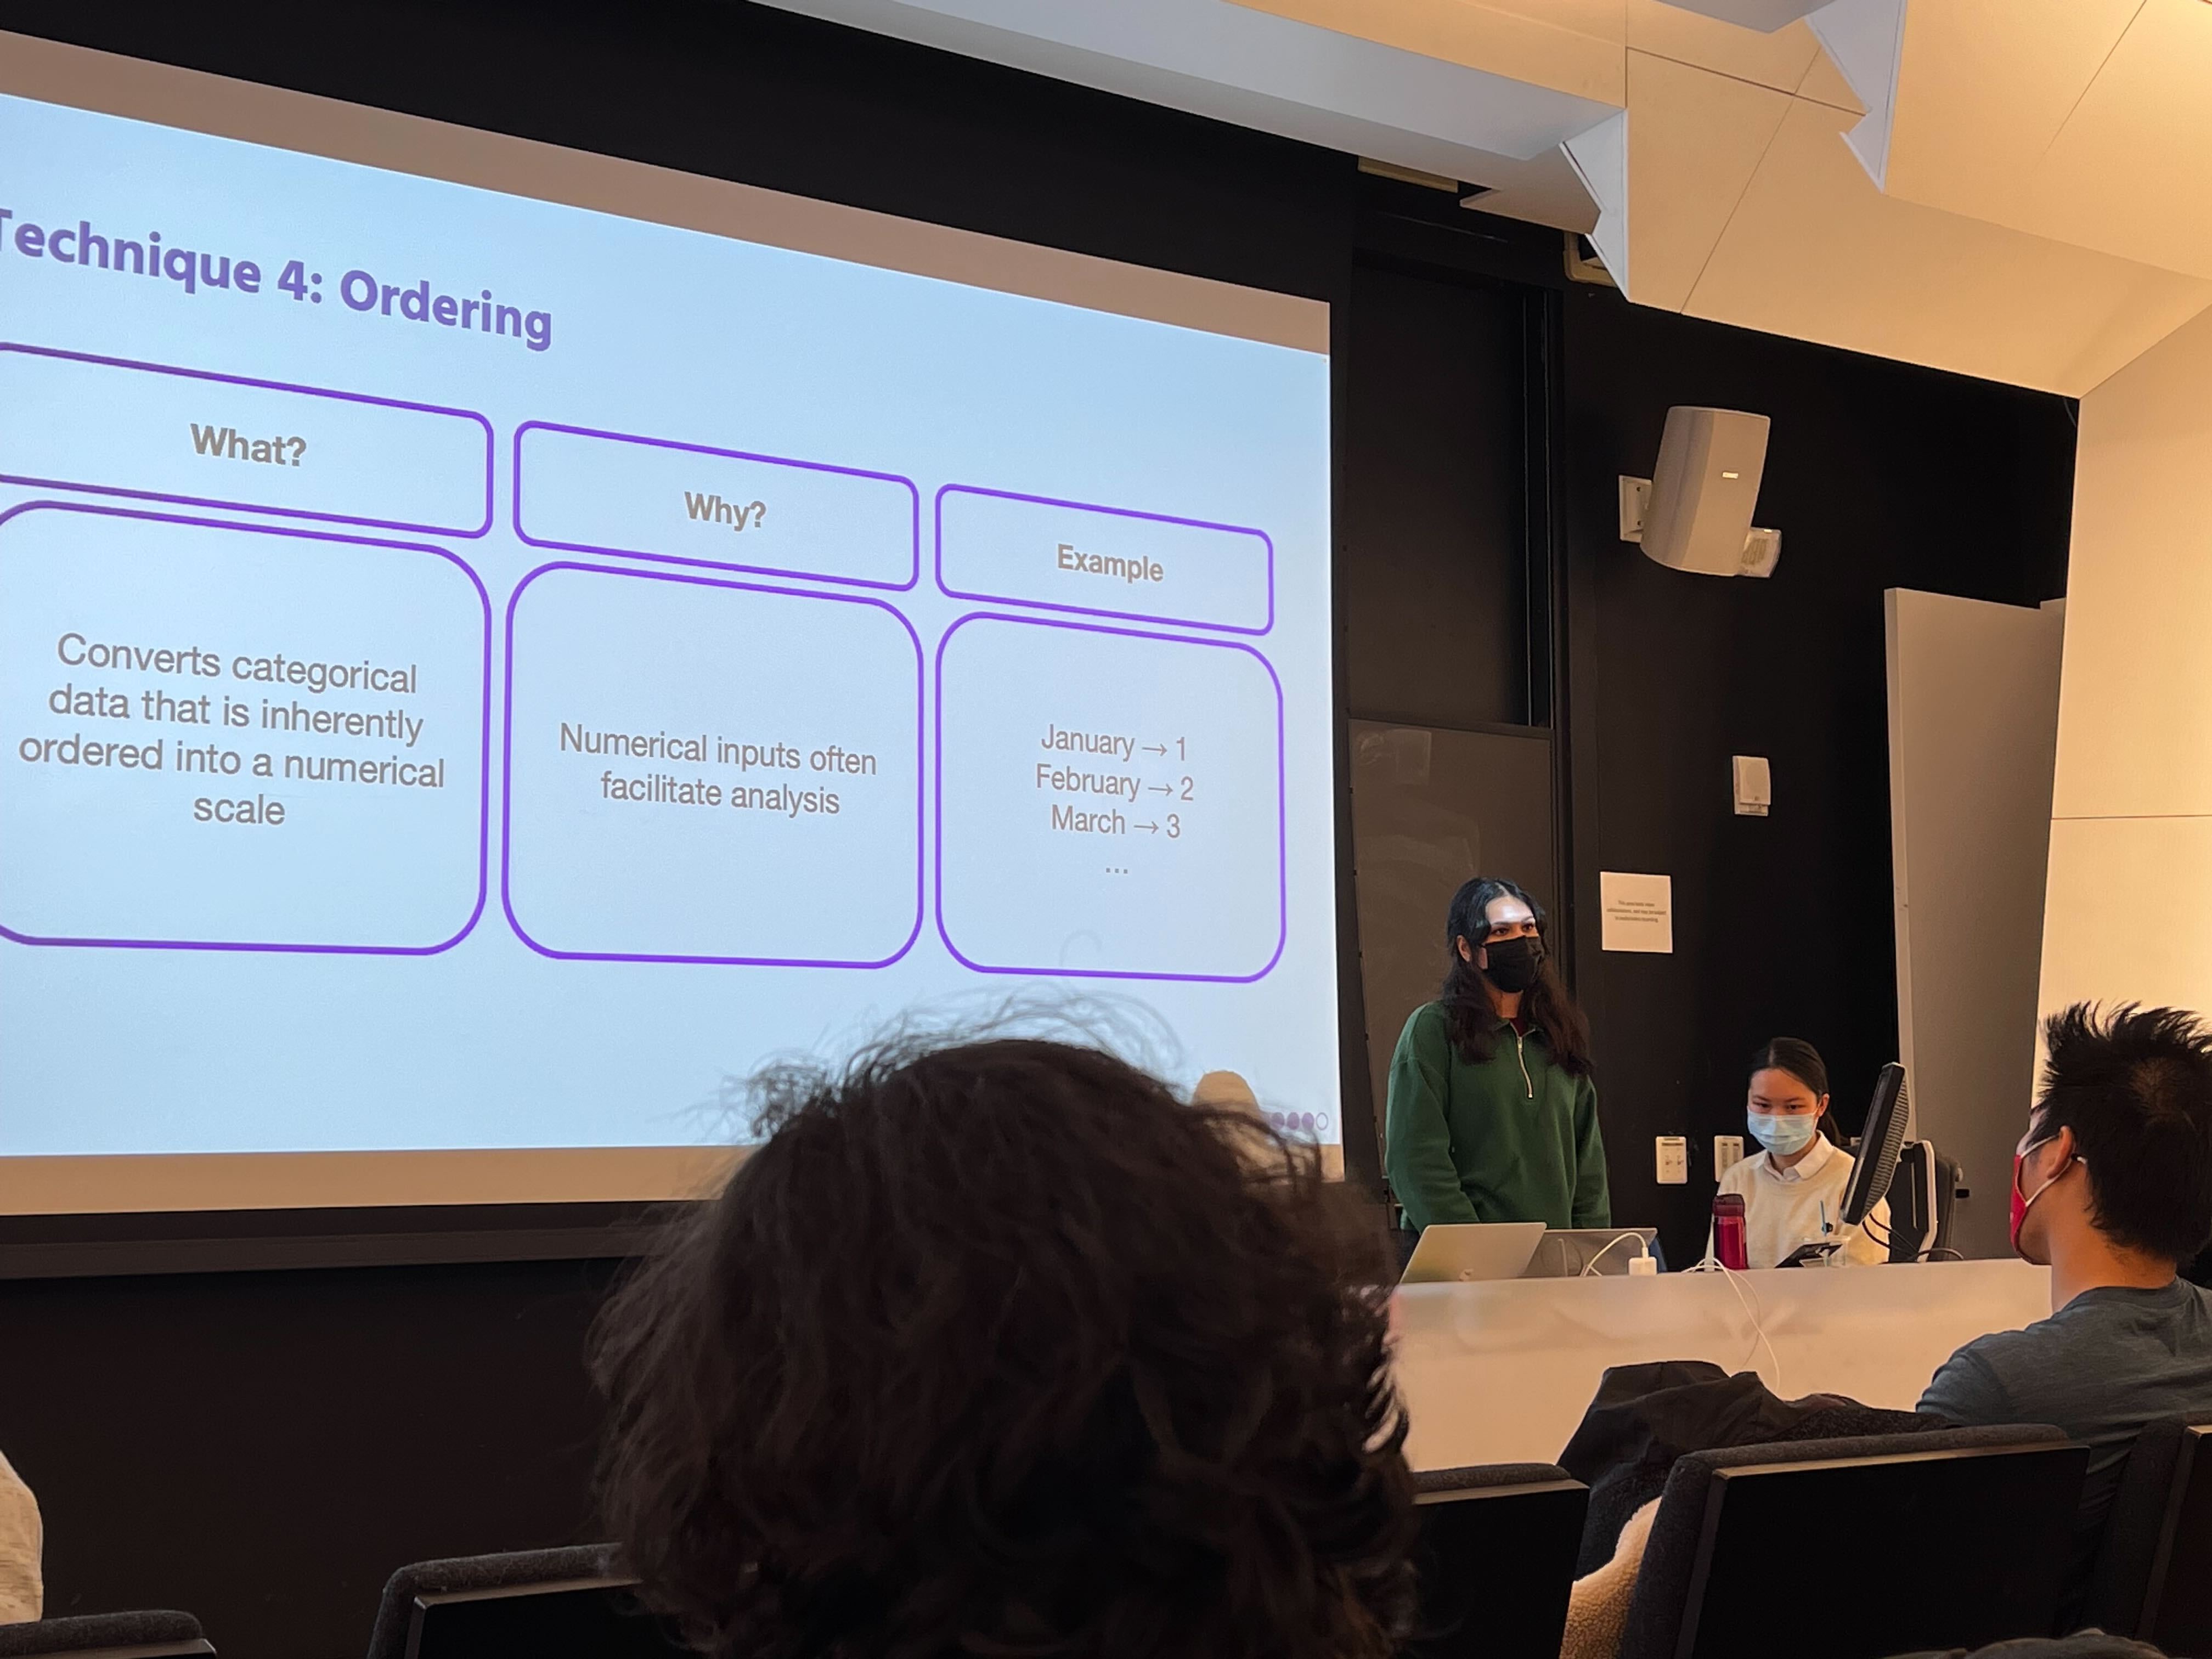 Technique 4: Ordering
What?
Why?
Example
Converts categorical
data that is inherently
ordered into a numerical
scale
Numerical inputs often
facilitate analysis
January → 1
February → 2
March → 3
...